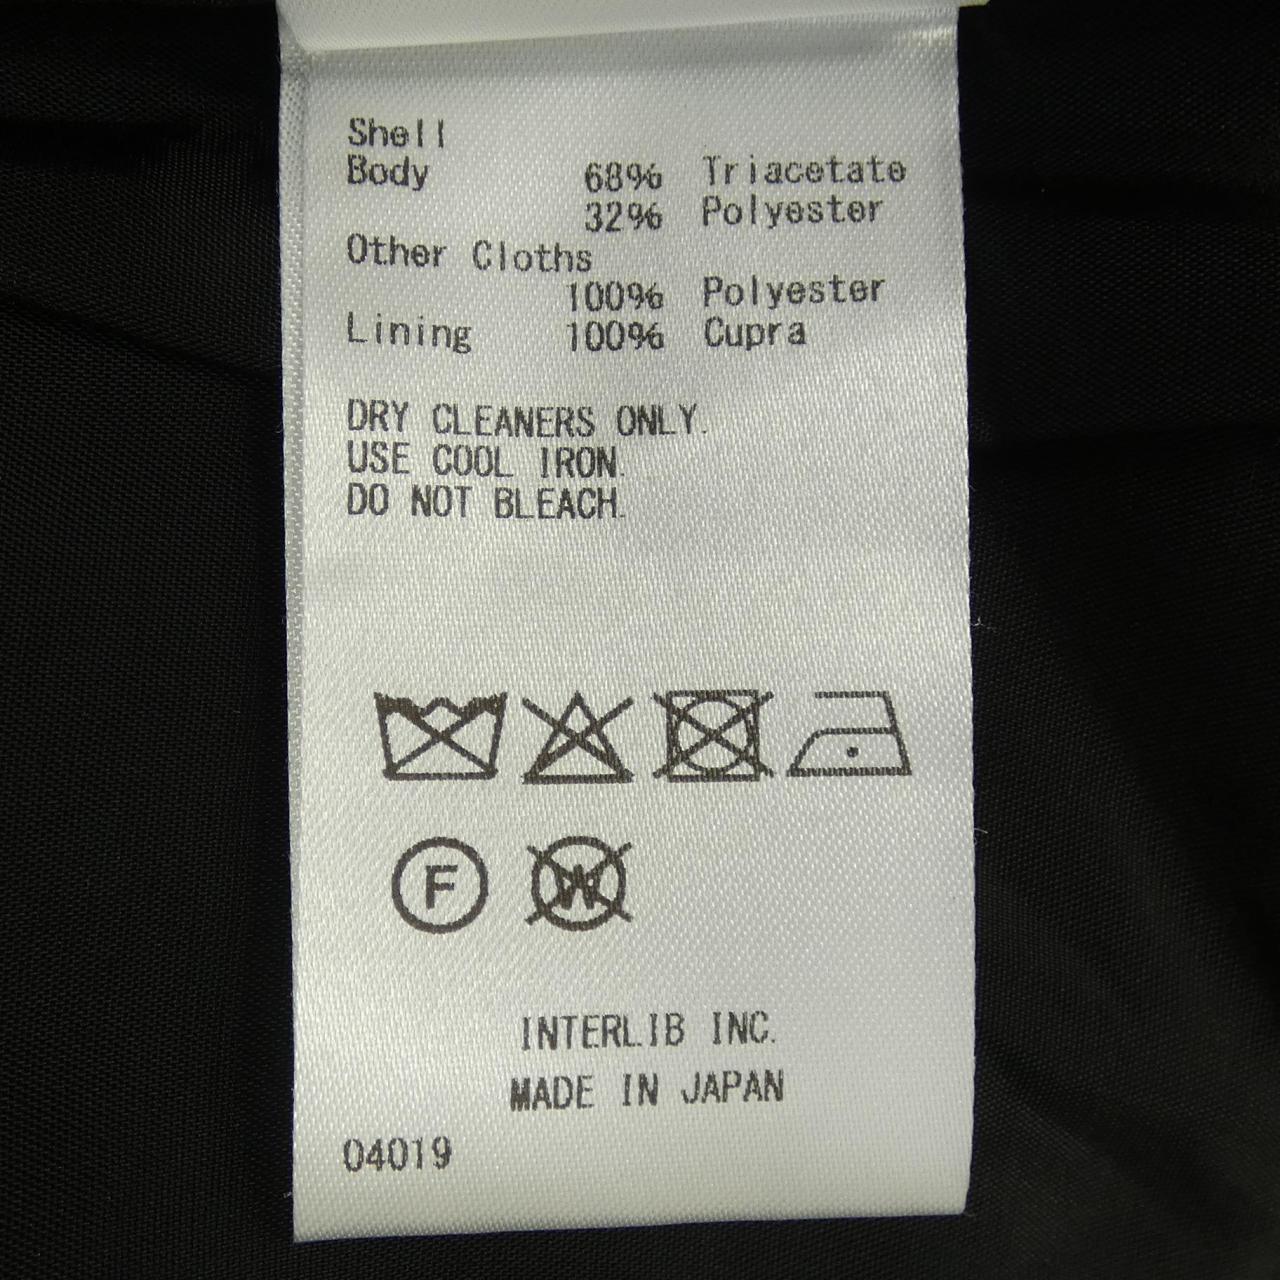 Shell
Body 68% Triacetate
32% Polyester
Other Cloths
100% Polyester
Lining 100% Cupra
DRY CLEANERS ONLY.
USE COOL IRON.
DO NOT BLEACH.
F W
INTERLIB INC.
MADE IN JAPAN
04019